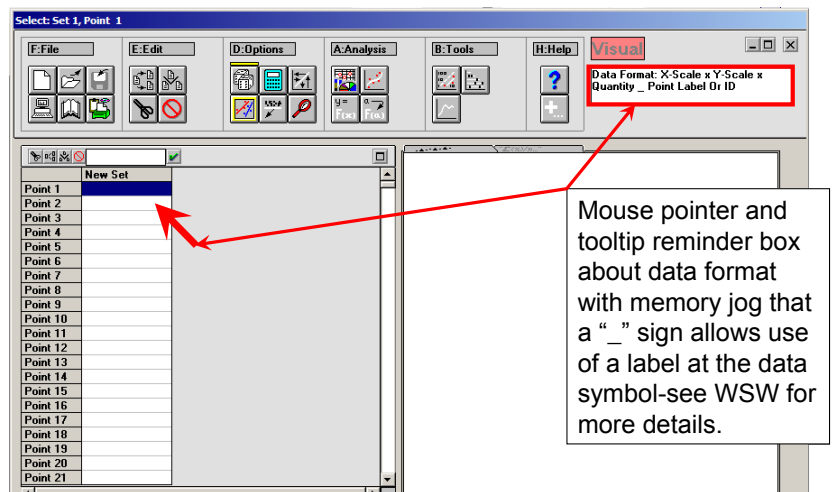 Select: Set 1, Point 1
F:File E:Edit D:Options A:Analysis B:Tools H:Help Visual
Data Format: X-Scale x Y-Scale x
Quantity _ Point Label Or ID
New Set
Point 1
Point 2
Point 3
Point 4
Point 5
Point 6
Point 7
Point 8
Point 9
Point 10
Point 11
Point 12
Point 13
Point 14
Point 15
Point 16
Point 17
Point 18
Point 19
Point 20
Point 21
Mouse pointer and
tooltip reminder box
about data format
with memory jog that
a “_” sign allows use
of a label at the data
symbol-see WSW for
more details.